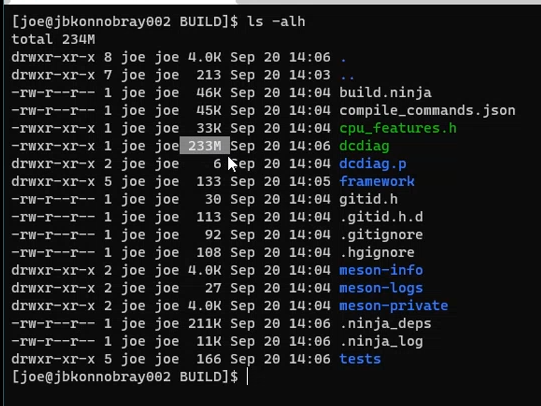 [joe@jbkonnobray002 BUILD]$ ls -alh
total 234M
drwxr-xr-x 8 joe joe 4.0K Sep 20 14:06 .
drwxr-xr-x 7 joe joe  213 Sep 20 14:03 ..
-rw-r--r-- 1 joe joe  46K Sep 20 14:04 build.ninja
-rw-r--r-- 1 joe joe  45K Sep 20 14:04 compile_commands.json
-rwxr-xr-x 1 joe joe  33K Sep 20 14:04 cpu_features.h
-rwxr-xr-x 1 joe joe 233M Sep 20 14:06 dcdiag
drwxr-xr-x 2 joe joe    6 Sep 20 14:04 dcdiag.p
drwxr-xr-x 5 joe joe  133 Sep 20 14:05 framework
-rw-r--r-- 1 joe joe   30 Sep 20 14:04 gitid.h
-rw-r--r-- 1 joe joe  113 Sep 20 14:04 .gitid.h.d
-rw-r--r-- 1 joe joe   92 Sep 20 14:04 .gitignore
-rw-r--r-- 1 joe joe  108 Sep 20 14:04 .hgignore
drwxr-xr-x 2 joe joe 4.0K Sep 20 14:04 meson-info
drwxr-xr-x 2 joe joe   27 Sep 20 14:04 meson-logs
drwxr-xr-x 2 joe joe 4.0K Sep 20 14:04 meson-private
-rw-r--r-- 1 joe joe 211K Sep 20 14:06 .ninja_deps
-rw-r--r-- 1 joe joe  11K Sep 20 14:06 .ninja_log
drwxr-xr-x 5 joe joe  166 Sep 20 14:06 tests
[joe@jbkonnobray002 BUILD]$